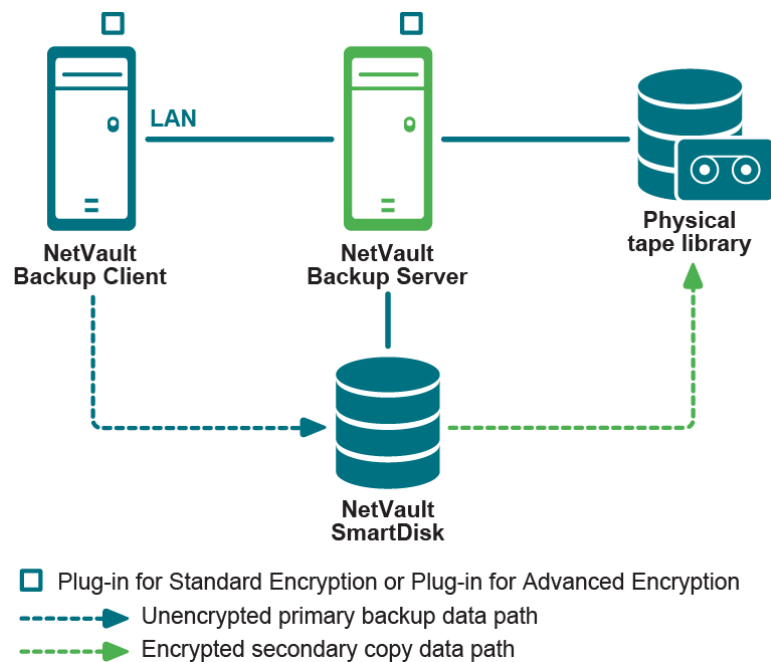 LAN
NetVault
Backup Client
NetVault
Backup Server
Physical
tape library
NetVault
SmartDisk
Plug-in for Standard Encryption or Plug-in for Advanced Encryption
Unencrypted primary backup data path
Encrypted secondary copy data path